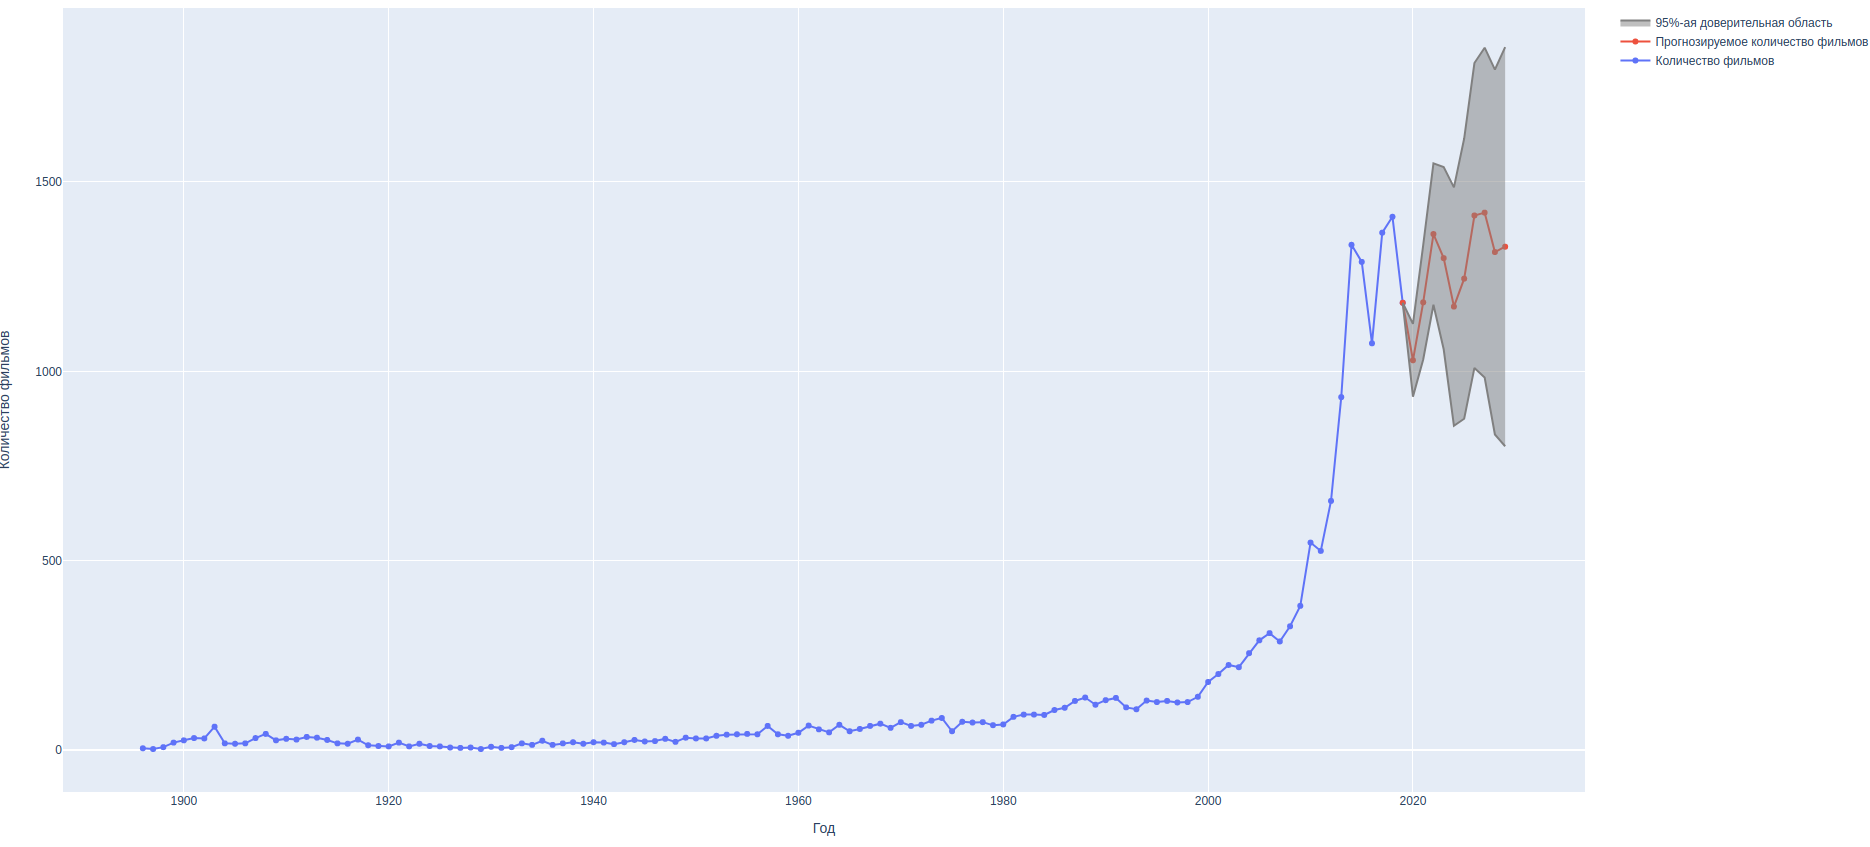 95%-ая доверительная область
Прогнозируемое количество фильмов
Количество фильмов
Количество фильмов
1500
1000
500
0
1900
1920
1940
1960
1980
2000
2020
Год